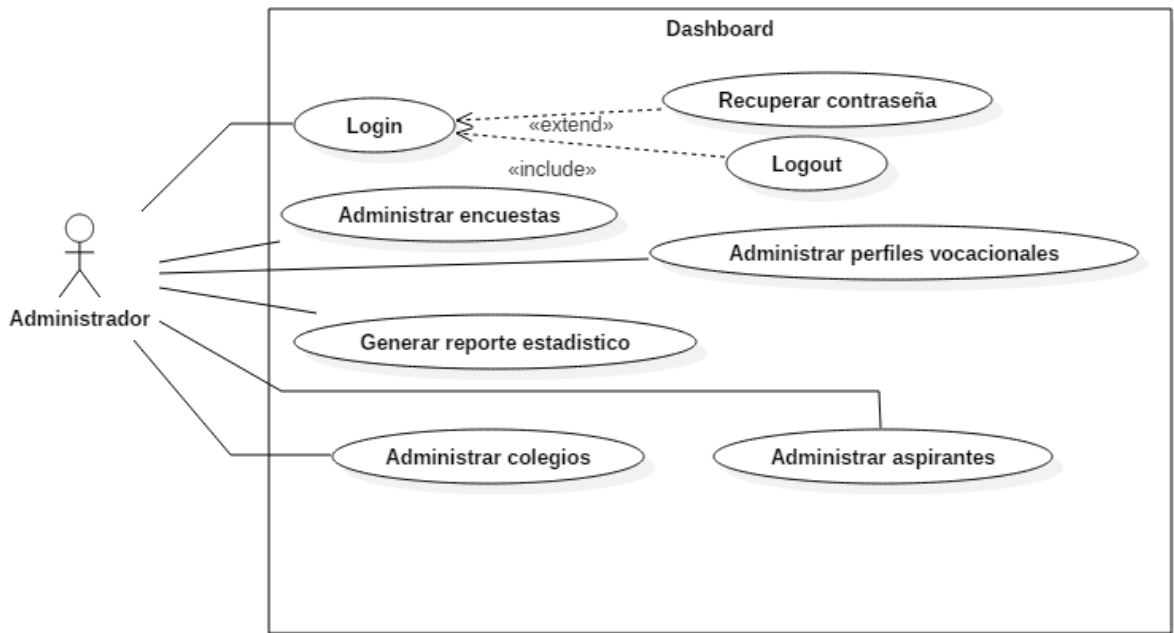 Dashboard
Recuperar contraseña
Login
«extend»
Logout
«include»
Administrar encuestas
Administrar perfiles vocacionales
Administrador
Generar reporte estadistico
Administrar colegios
Administrar aspirantes